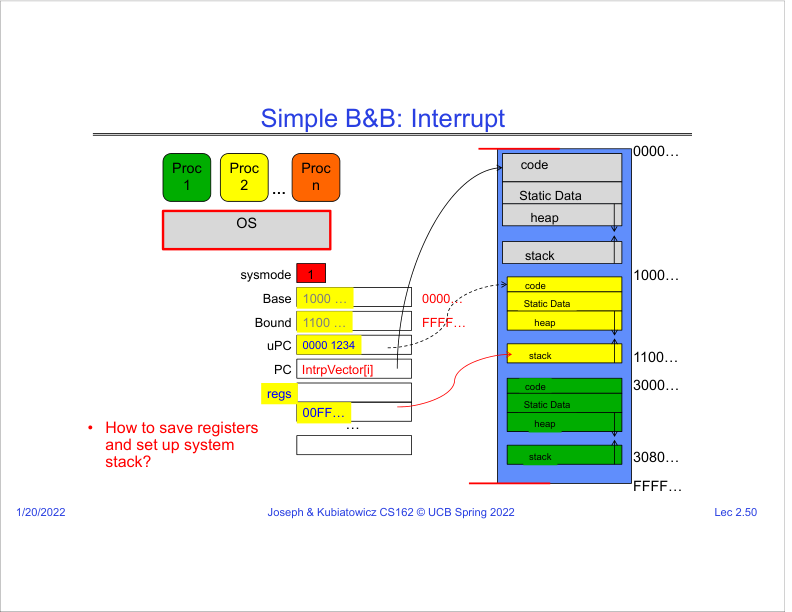 Simple B&B: Interrupt
Proc
1
Proc
2
...
Proc
n
OS
sysmode
1
Base
1000 …
0000…
Bound
1100 …
FFFF…
uPC
0000 1234
PC
IntrpVector[i]
regs
00FF…
…
• How to save registers
and set up system
stack?
code
Static Data
heap
stack
code
Static Data
heap
stack
code
Static Data
heap
stack
0000…
1000…
1100…
3000…
3080…
FFFF…
1/20/2022
Joseph & Kubiatowicz CS162 © UCB Spring 2022
Lec 2.50